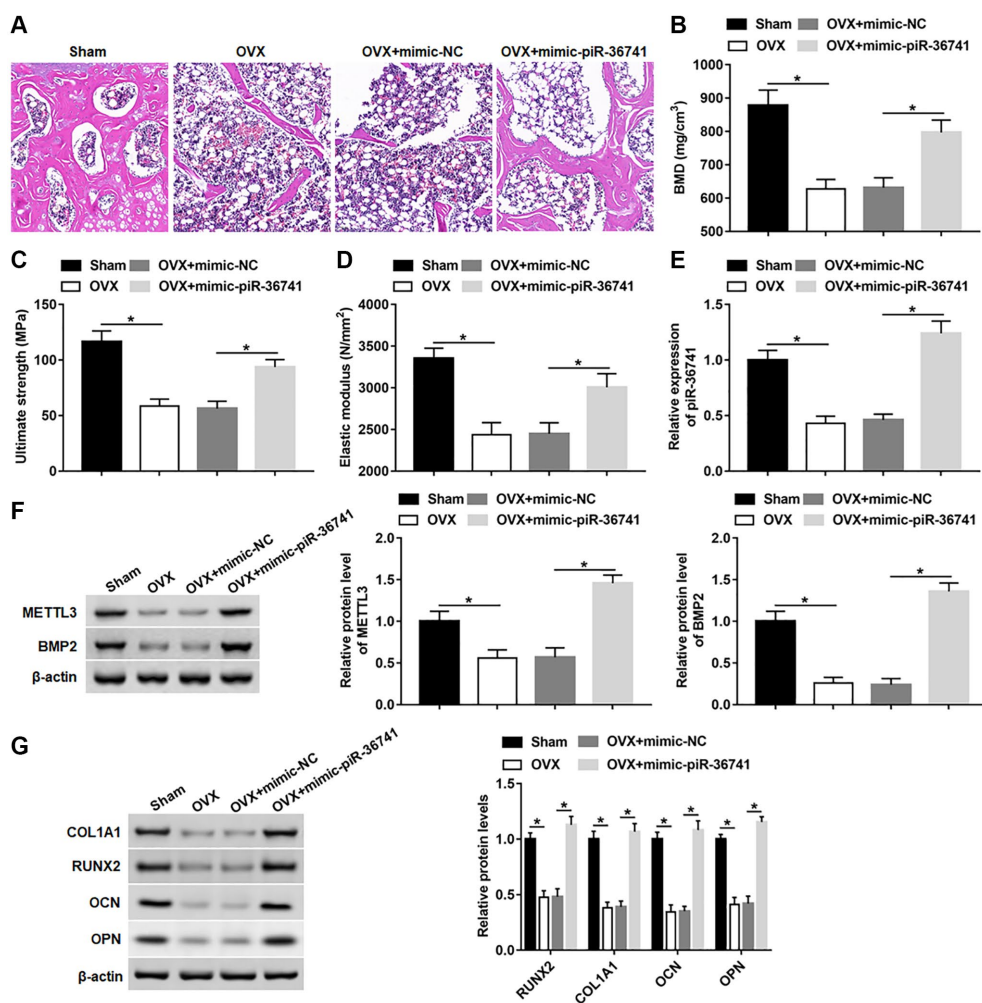 A
Sham
OVX
OVX+mimic-NC
OVX+mimic-piR-36741
B
Sham OVX+mimic-NC
OVX OVX+mimic-piR-36741
BMD (mg/cm³)
900
800
700
600
500
* *
C
Sham OVX+mimic-NC
OVX OVX+mimic-piR-36741
Ultimate strength (MPa)
150
100
50
0
* *
D
Sham OVX+mimic-NC
OVX OVX+mimic-piR-36741
Elastic modulus (N/mm²)
4000
3500
3000
2500
2000
* *
E
Sham OVX+mimic-NC
OVX OVX+mimic-piR-36741
Relative expression
of piR-36741
1.5
1.0
0.5
0.0
* *
F
Sham
OVX
OVX+mimic-NC
OVX+mimic-piR-36741
METTL3
BMP2
β-actin
Sham OVX+mimic-NC
OVX OVX+mimic-piR-36741
Relative protein level
of METTL3
2.0
1.5
1.0
0.5
0.0
* *
Sham OVX+mimic-NC
OVX OVX+mimic-piR-36741
Relative protein level
of BMP2
2.0
1.5
1.0
0.5
0.0
* *
G
Sham
OVX
OVX+mimic-NC
OVX+mimic-piR-36741
COL1A1
RUNX2
OCN
OPN
β-actin
Sham OVX+mimic-NC
OVX OVX+mimic-piR-36741
Relative protein levels
1.5
1.0
0.5
0.0
* * * * * * * *
RUNX2
COL1A1
OCN
OPN